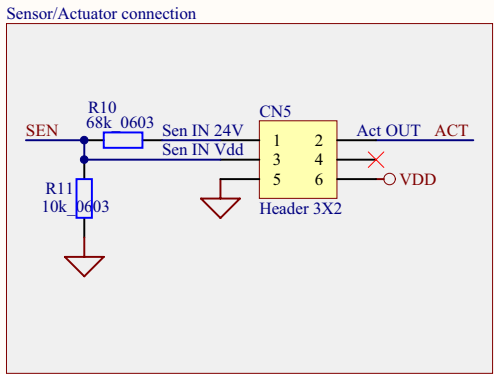 Sensor/Actuator connection
R10
68k_0603
CN5
SEN
Sen IN 24V
1
2
Act OUT
ACT
Sen IN Vdd
3
4
5
6
VDD
R11
10k_0603
Header 3X2